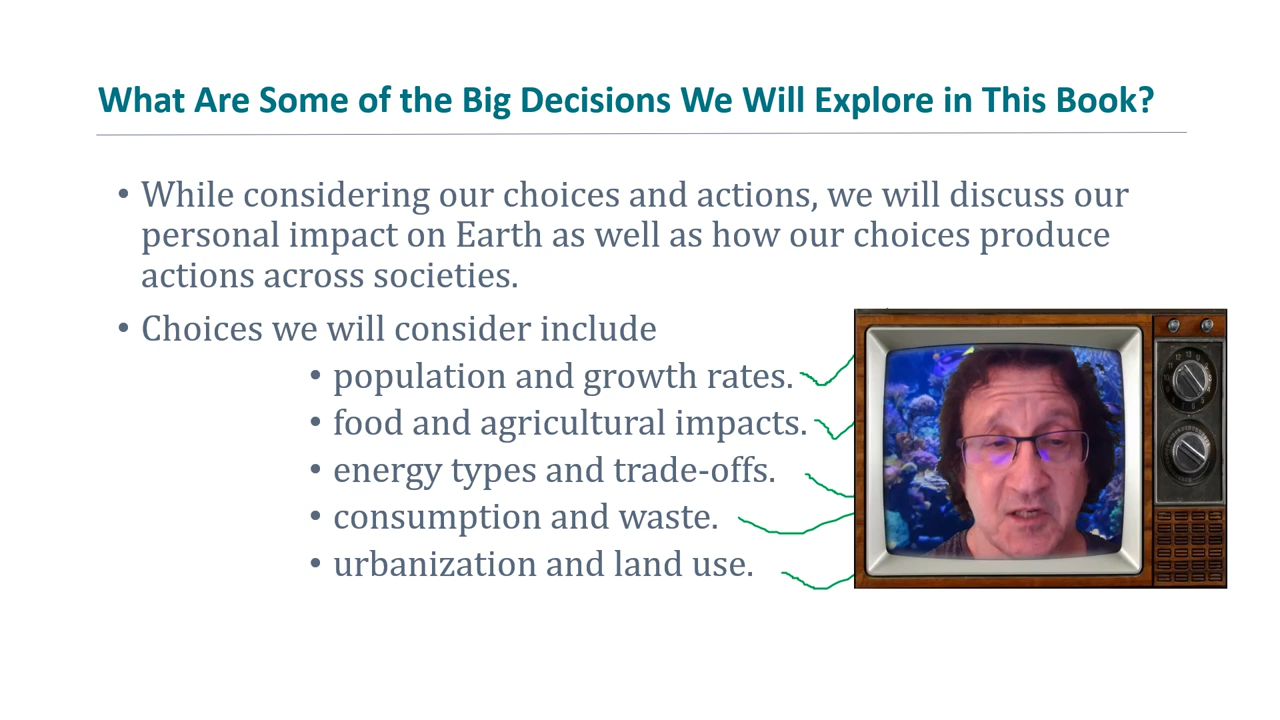 What Are Some of the Big Decisions We Will Explore in This Book?
• While considering our choices and actions, we will discuss our
personal impact on Earth as well as how our choices produce
actions across societies.
• Choices we will consider include
• population and growth rates.
• food and agricultural impacts.
• energy types and trade-offs.
• consumption and waste.
• urbanization and land use.